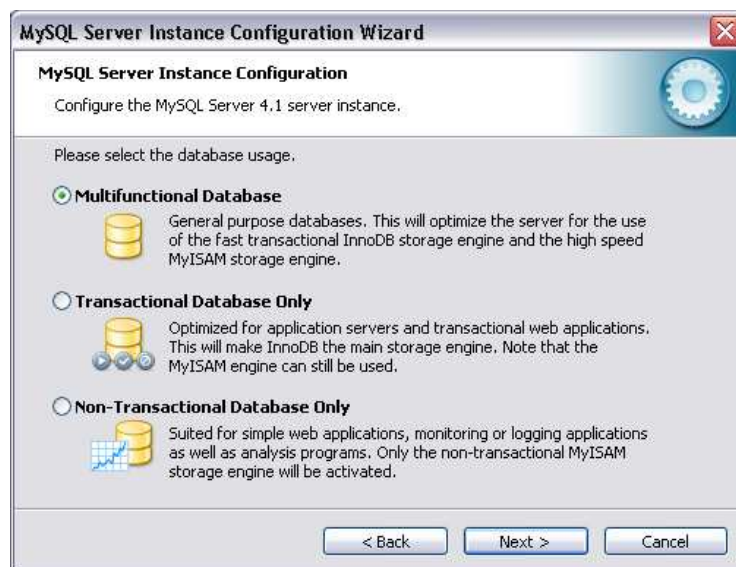 MySQL Server Instance Configuration Wizard
MySQL Server Instance Configuration
Configure the MySQL Server 4.1 server instance.
Please select the database usage.
Multifunctional Database
General purpose databases. This will optimize the server for the use
of the fast transactional InnoDB storage engine and the high speed
MyISAM storage engine.
Transactional Database Only
Optimized for application servers and transactional web applications.
This will make InnoDB the main storage engine. Note that the
MyISAM engine can still be used.
Non-Transactional Database Only
Suited for simple web applications, monitoring or logging applications
as well as analysis programs. Only the non-transactional MyISAM
storage engine will be activated.
< Back Next > Cancel